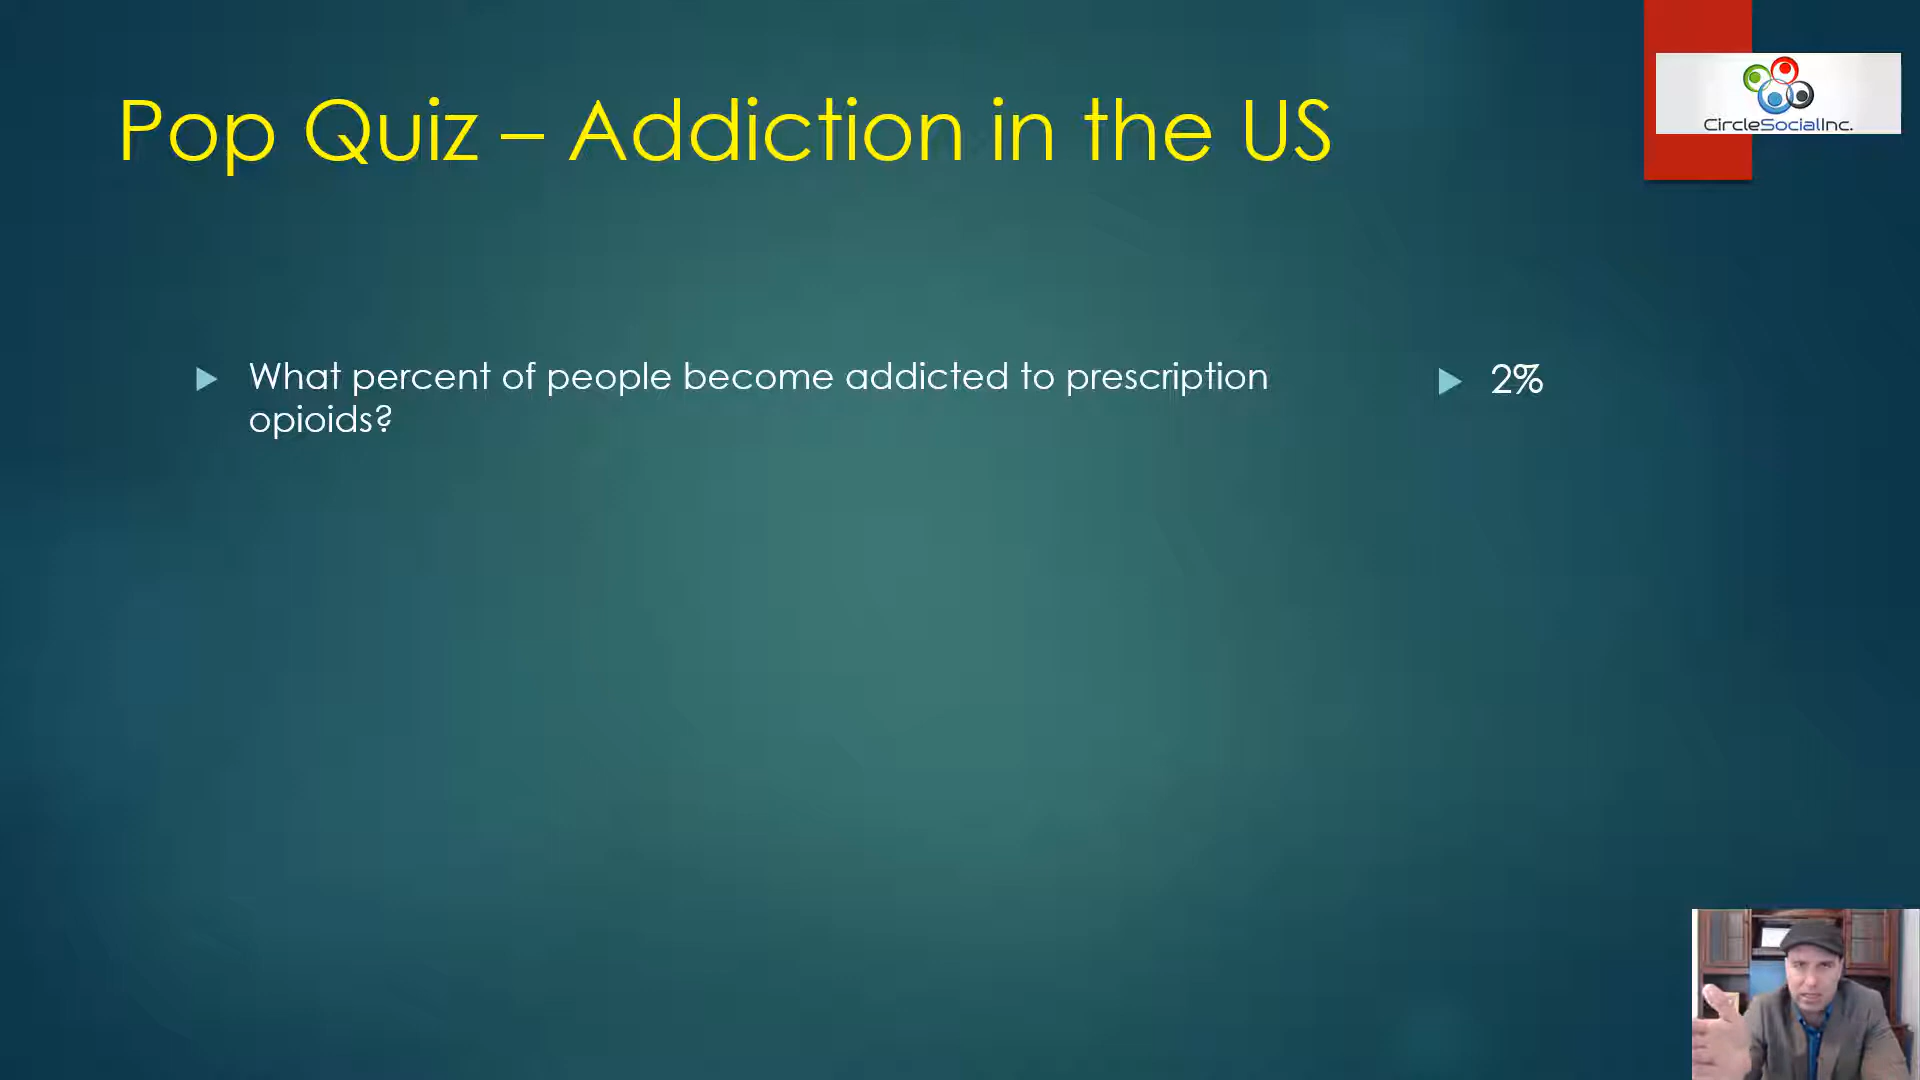 Pop Quiz – Addiction in the US
CircleSocialInc.
What percent of people become addicted to prescription
opioids?
2%